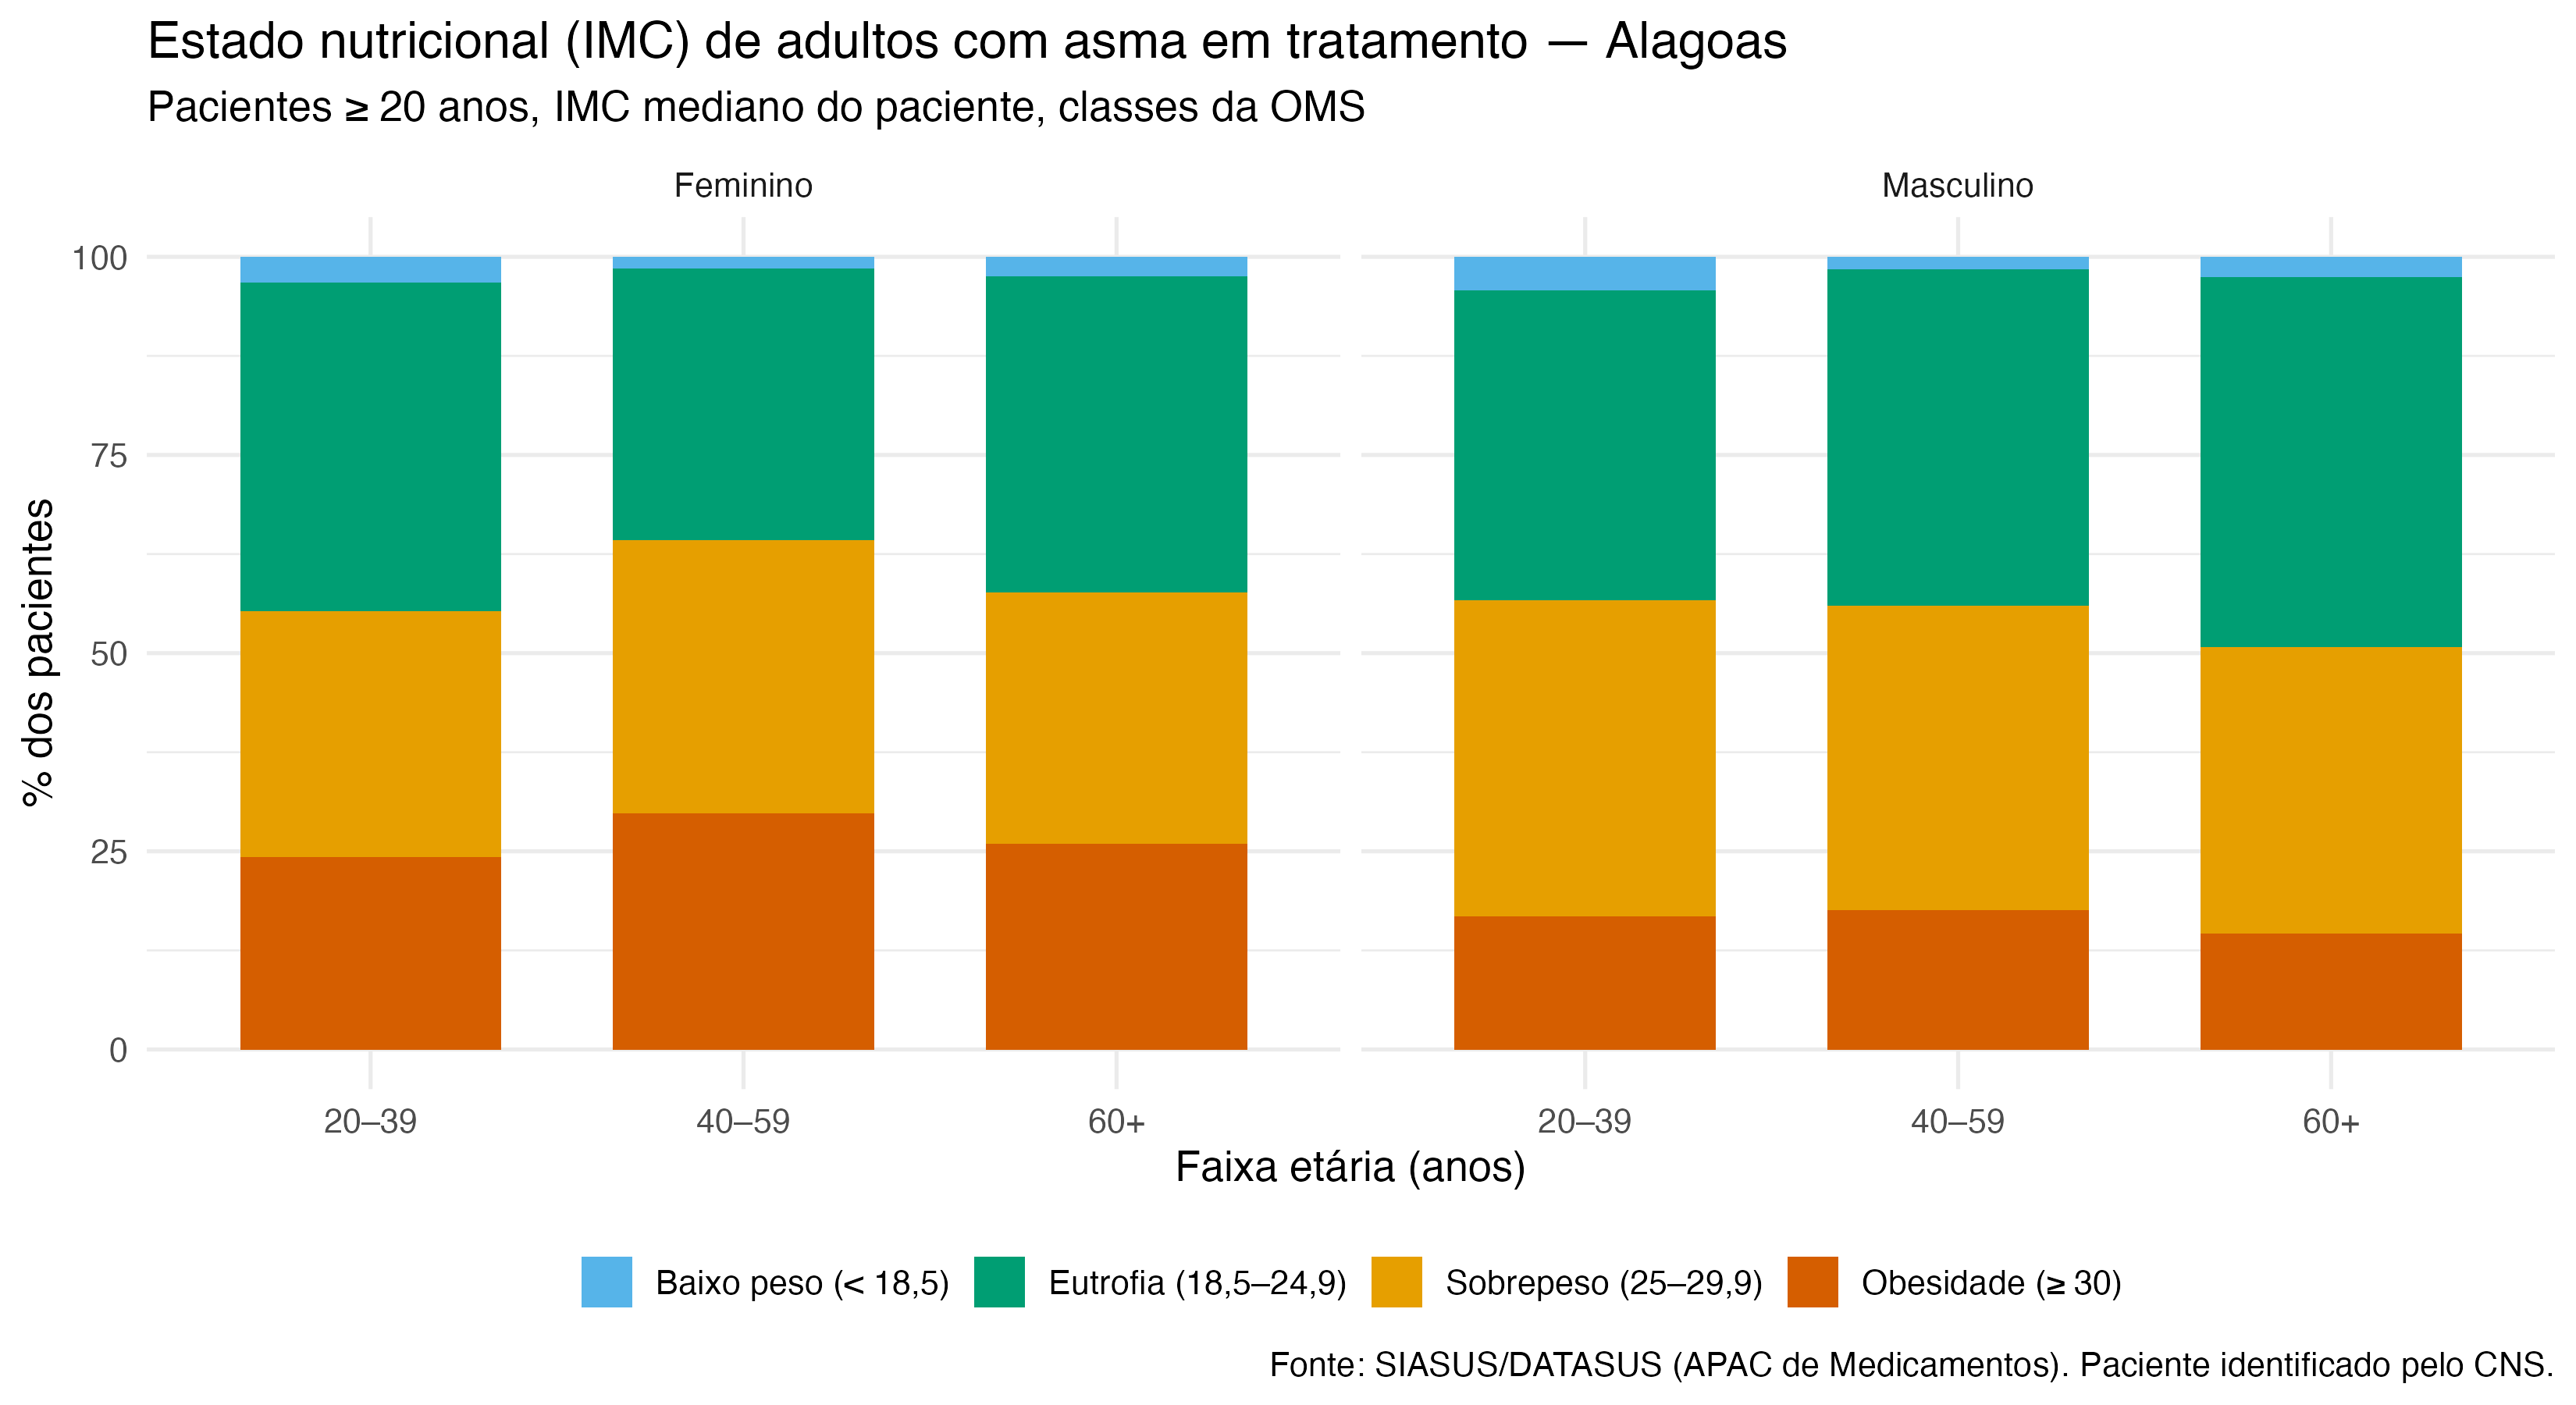 Estado nutricional (IMC) de adultos com asma em tratamento — Alagoas
Pacientes ≥ 20 anos, IMC mediano do paciente, classes da OMS
Feminino
Masculino
100
75
50
25
0
% dos pacientes
20–39
40–59
60+
20–39
40–59
60+
Faixa etária (anos)
Baixo peso (< 18,5)
Eutrofia (18,5–24,9)
Sobrepeso (25–29,9)
Obesidade (≥ 30)
Fonte: SIASUS/DATASUS (APAC de Medicamentos). Paciente identificado pelo CNS.